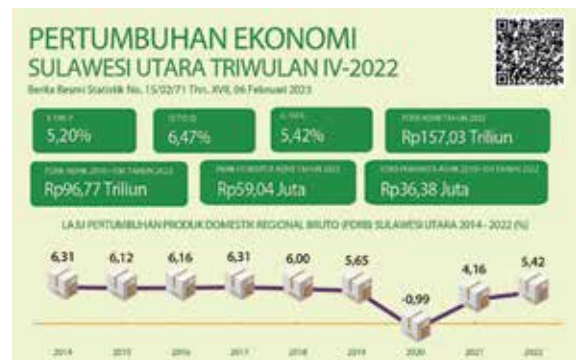 PERTUMBUHAN EKONOMI
SULAWESI UTARA TRIWULAN IV-2022
Berita Resmi Statistik No. 15/02/71 Thn. XVII, 06 Februari 2023
5,20%
6,47%
5,42%
Rp157,03 Triliun
Rp96,77 Triliun
Rp59,04 Juta
Rp36,38 Juta
LAJU PERTUMBUHAN PRODUK DOMESTIK REGIONAL BRUTO (PDRB) SULAWESI UTARA 2014 - 2022 (%)
6,31 6,12 6,16 6,31 6,00 5,65 -0,99 4,16 5,42
2014 2015 2016 2017 2018 2019 2020 2021 2022